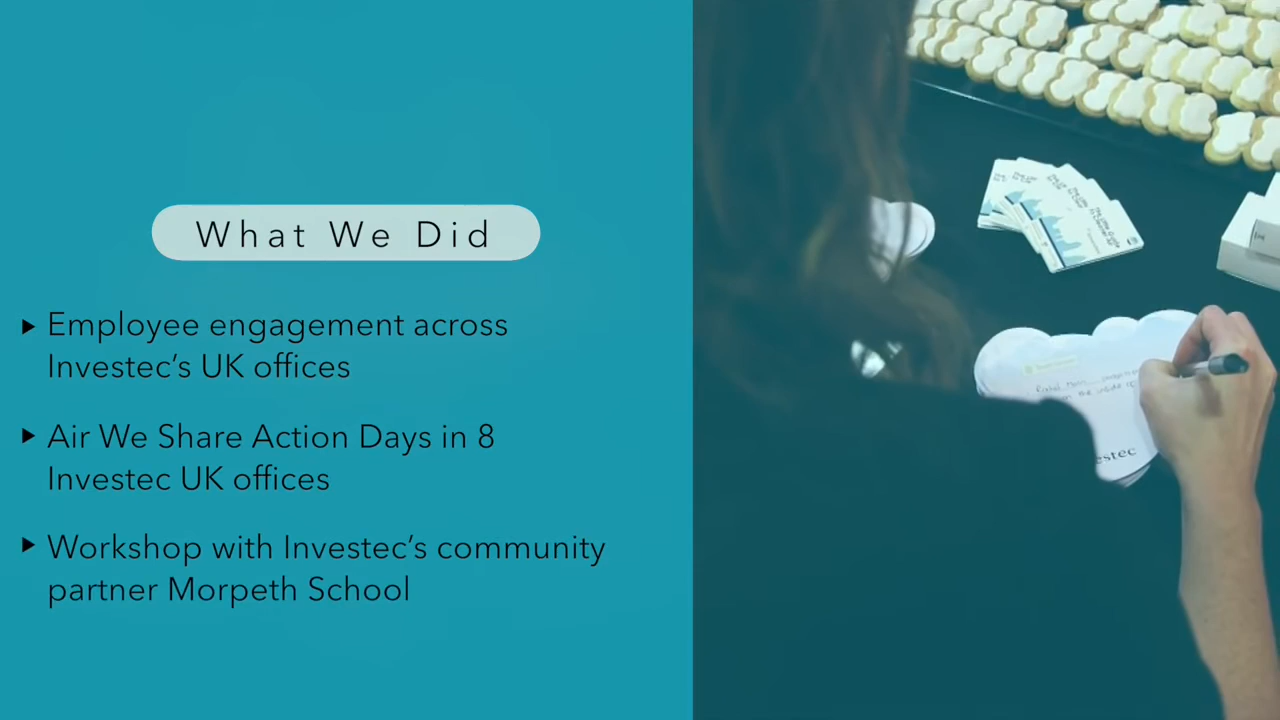 What We Did
Employee engagement across
Investec's UK offices
Air We Share Action Days in 8
Investec UK offices
Workshop with Investec's community
partner Morpeth School